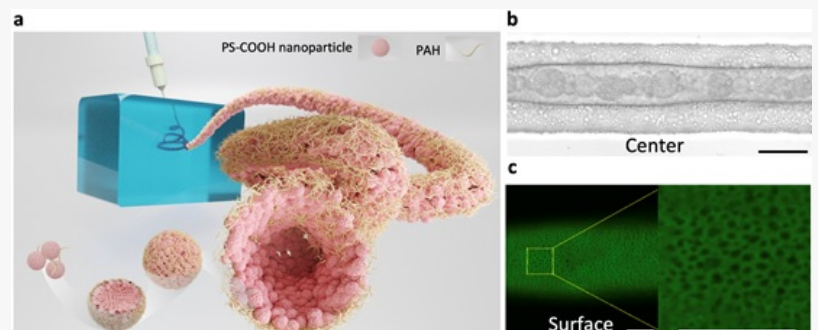 a
PS-COOH nanoparticle
PAH
b
Center
c
Surface